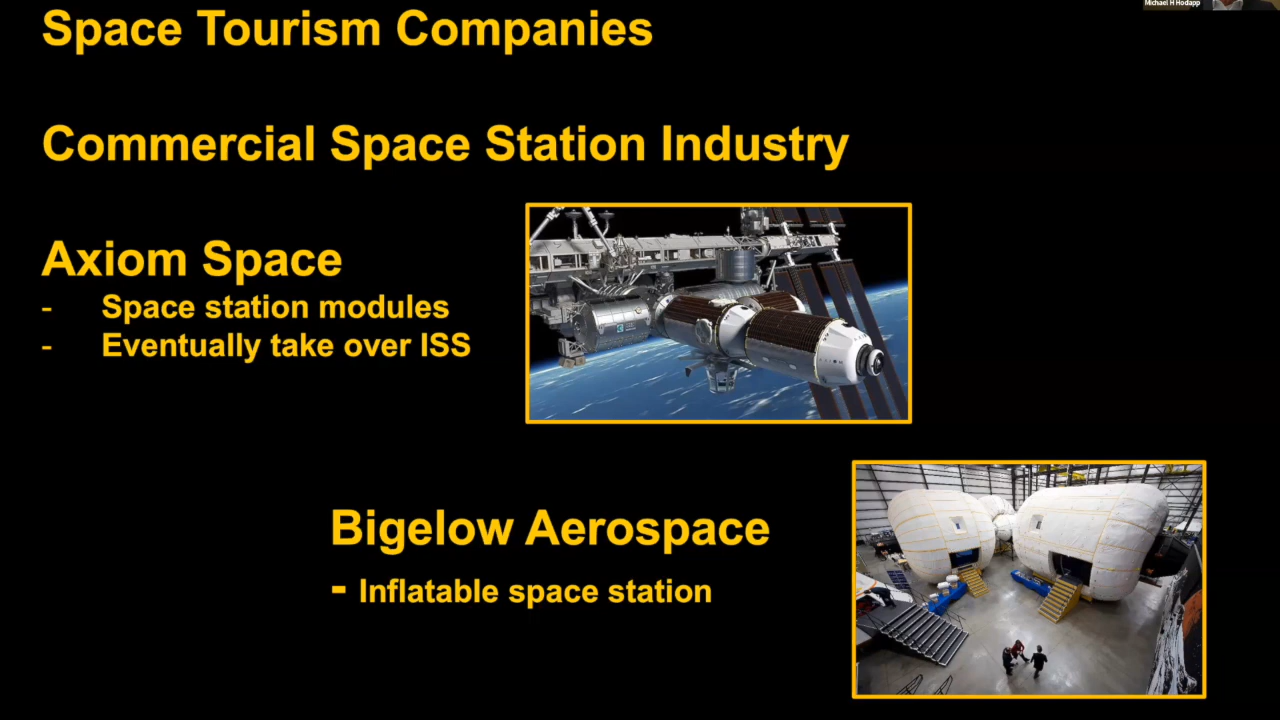 Michael H Hodapp
Space Tourism Companies
Commercial Space Station Industry
Axiom Space
- Space station modules
- Eventually take over ISS
Bigelow Aerospace
- Inflatable space station